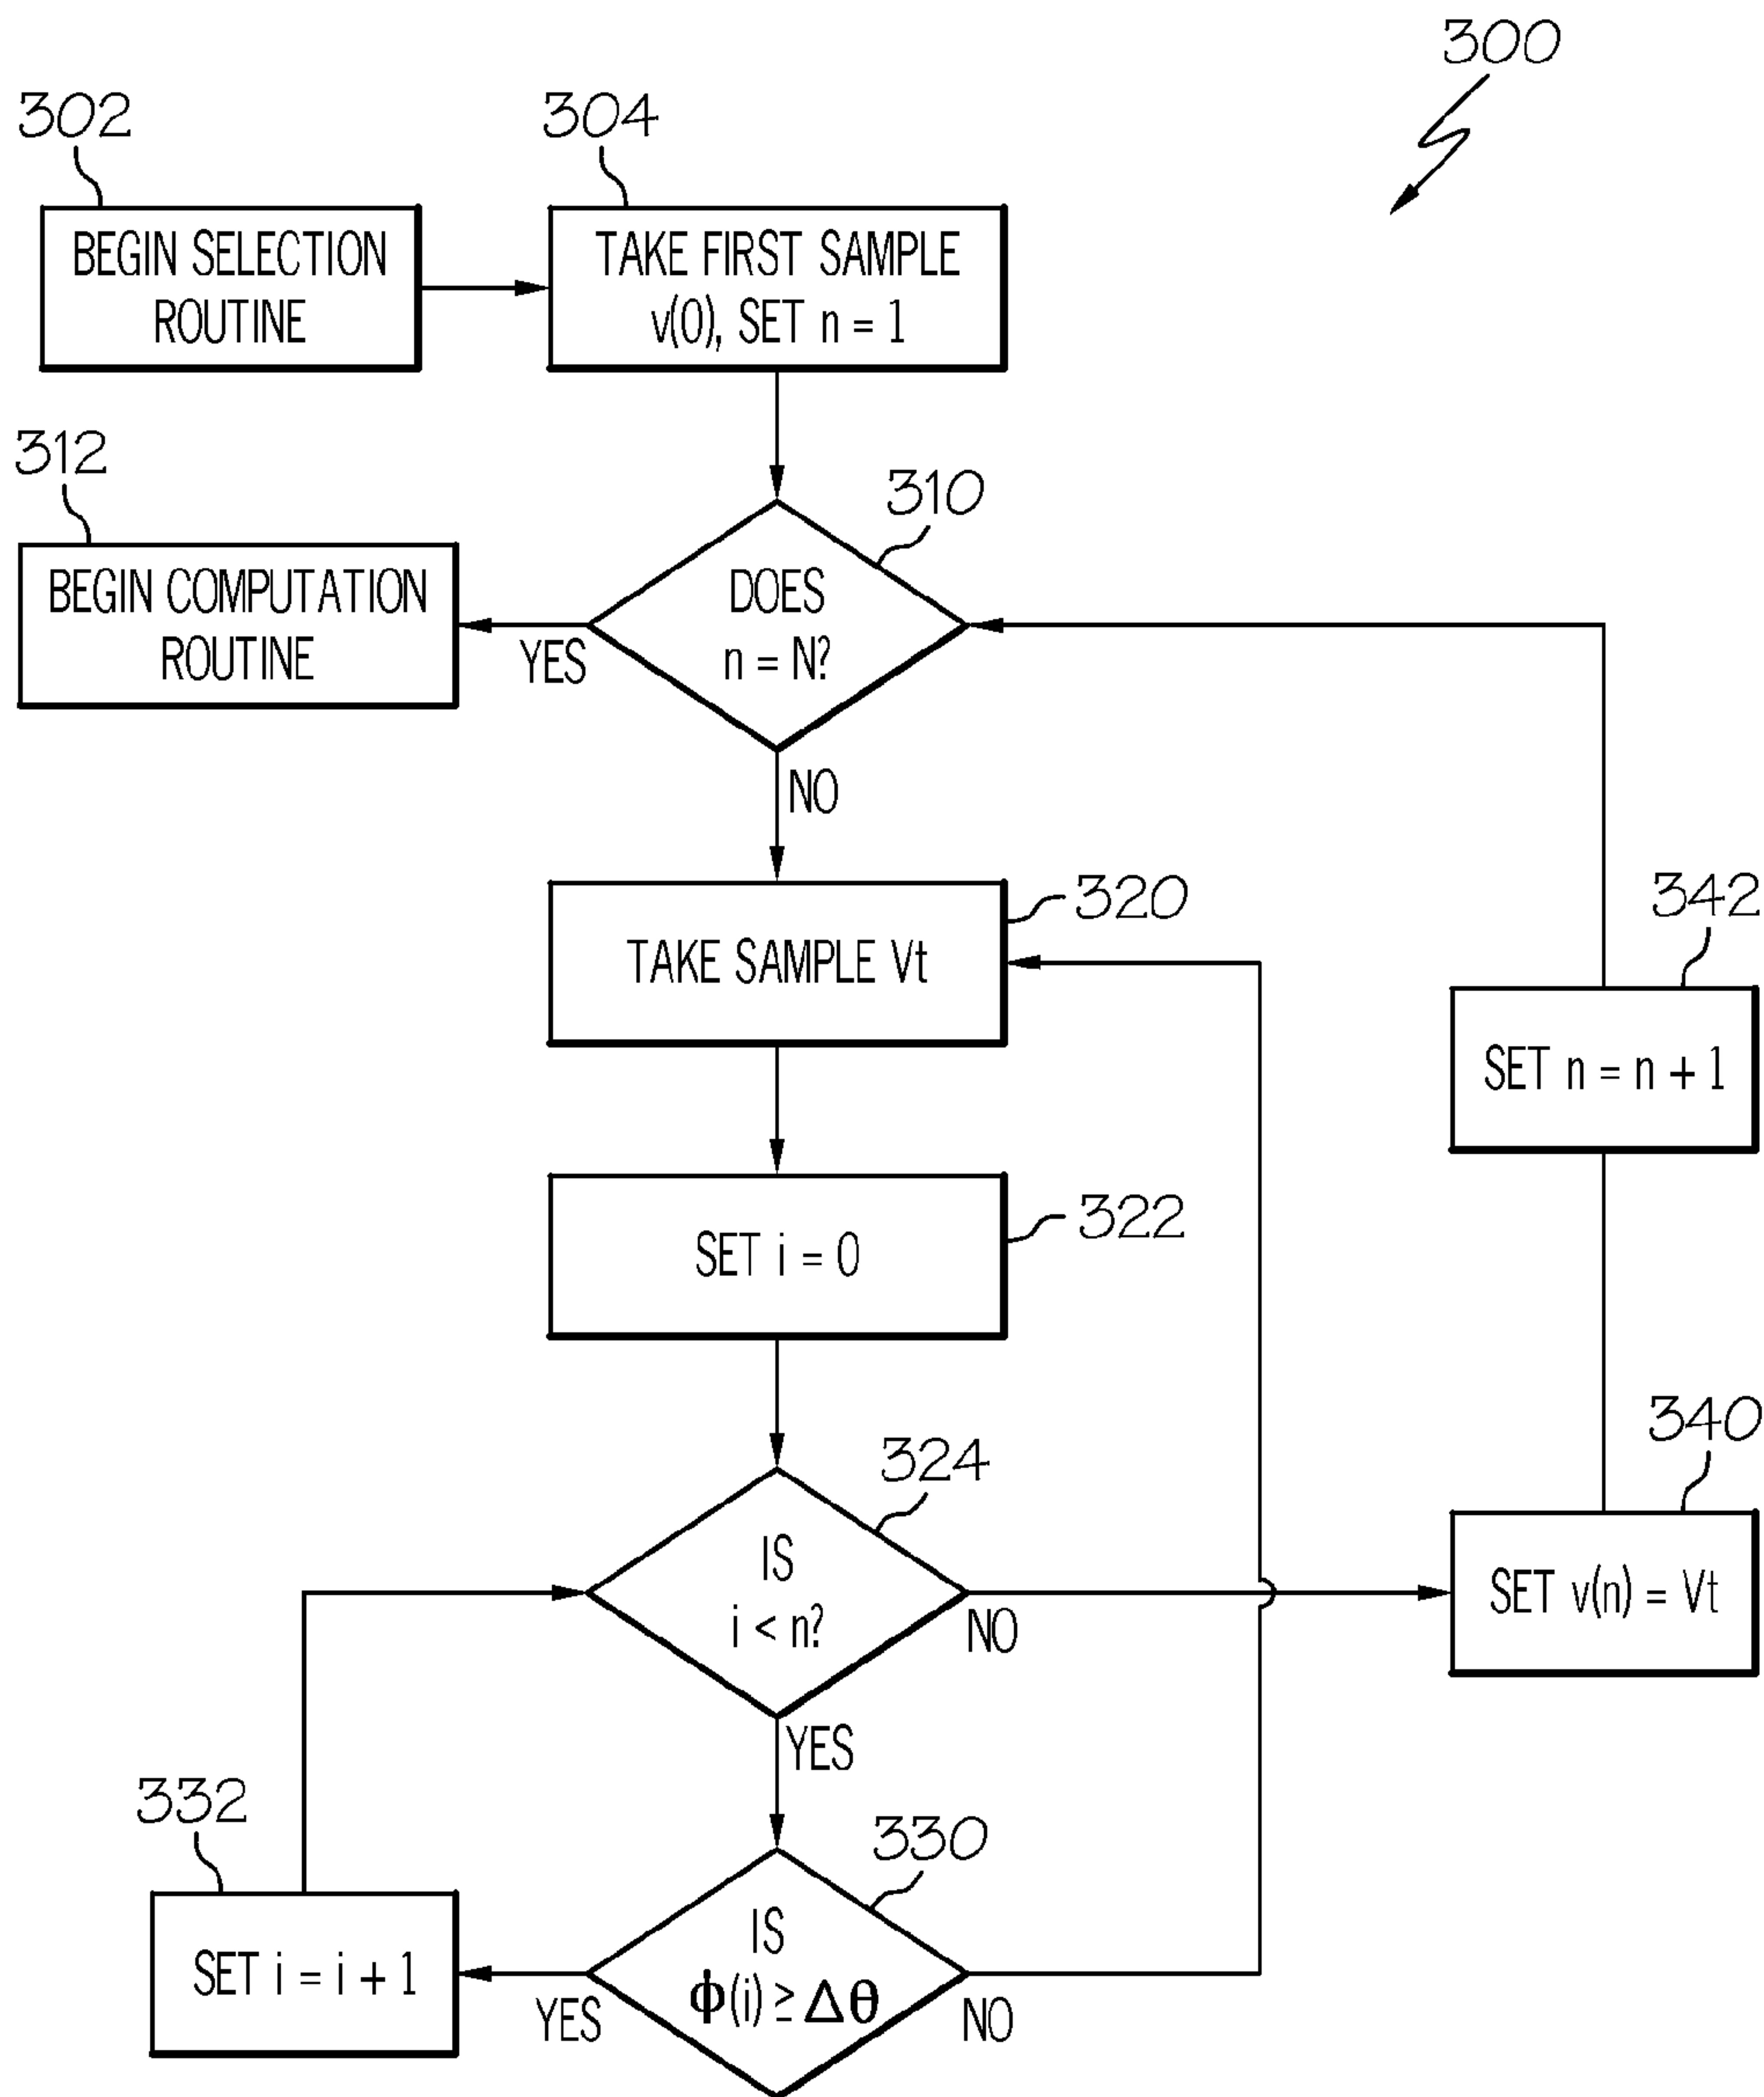 300
302
304
BEGIN SELECTION
ROUTINE
TAKE FIRST SAMPLE
v(0), SET n = 1
312
310
BEGIN COMPUTATION
ROUTINE
DOES
n = N?
YES
NO
320
TAKE SAMPLE Vt
342
SET n = n + 1
322
SET i = 0
324
IS
i < n?
NO
YES
340
SET v(n) = Vt
332
SET i = i + 1
330
IS
ϕ(i) ≥ Δθ
YES
NO